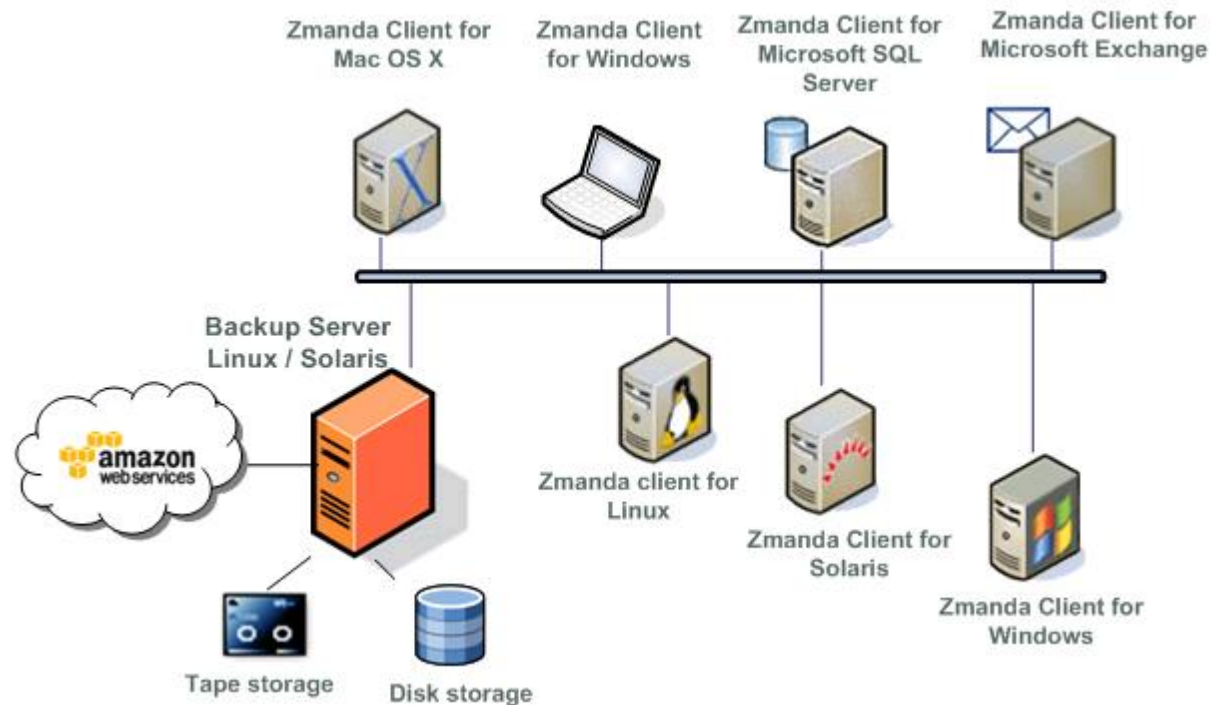 Zmanda Client for
Mac OS X
Zmanda Client
for Windows
Zmanda Client for
Microsoft SQL
Server
Zmanda Client for
Microsoft Exchange
Backup Server
Linux / Solaris
amazon
webservices
Zmanda client for
Linux
Zmanda Client for
Solaris
Zmanda Client for
Windows
Tape storage
Disk storage